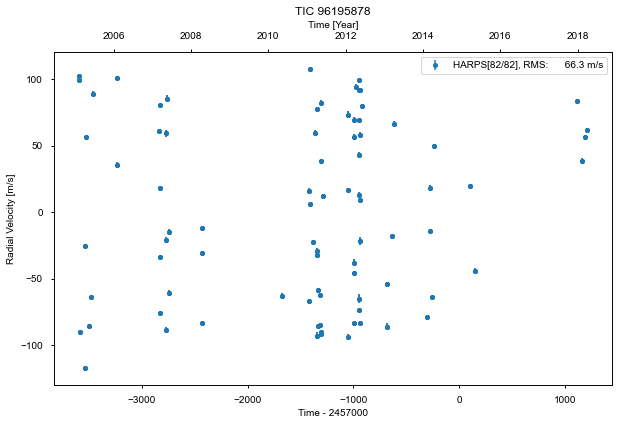 TIC 96195878
Time [Year]
2006 2008 2010 2012 2014 2016 2018
HARPS[82/82], RMS: 66.3 m/s
100
50
0
−50
−100
Radial Velocity [m/s]
−3000 −2000 −1000 0 1000
Time - 2457000